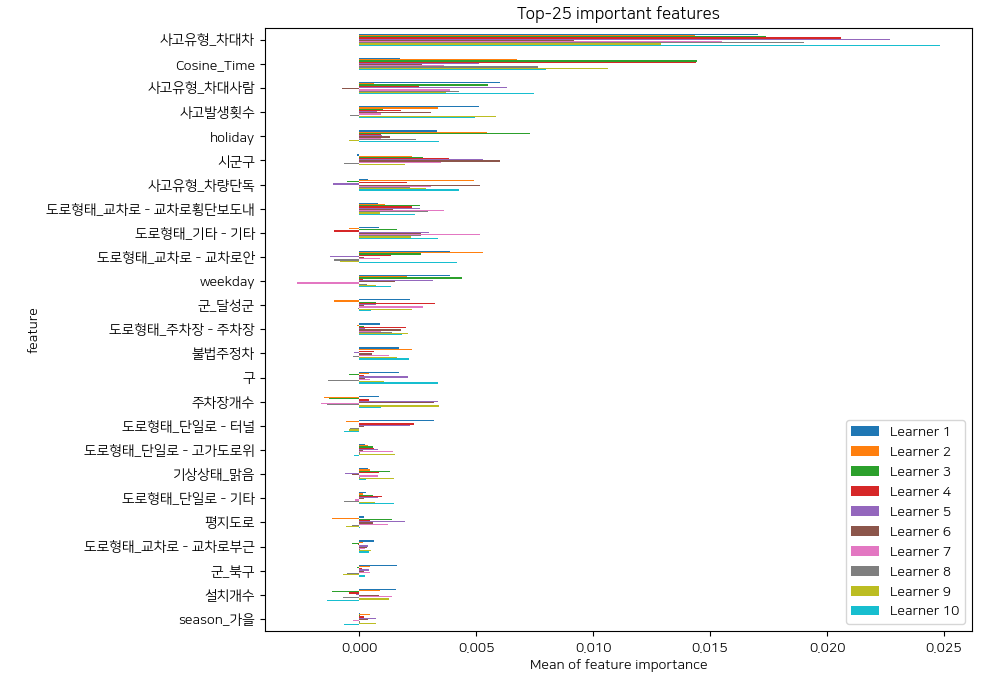 Top-25 important features
사고유형_차대차
Cosine_Time
사고유형_차대사람
사고발생횟수
holiday
시군구
사고유형_차량단독
도로형태_교차로 - 교차로횡단보도내
도로형태_기타 - 기타
도로형태_교차로 - 교차로안
weekday
군_달성군
도로형태_주차장 - 주차장
불법주정차
구
주차장개수
도로형태_단일로 - 터널
도로형태_단일로 - 고가도로위
기상상태_맑음
도로형태_단일로 - 기타
평지도로
도로형태_교차로 - 교차로부근
군_북구
설치개수
season_가을
feature
Learner 1
Learner 2
Learner 3
Learner 4
Learner 5
Learner 6
Learner 7
Learner 8
Learner 9
Learner 10
0.000 0.005 0.010 0.015 0.020 0.025
Mean of feature importance